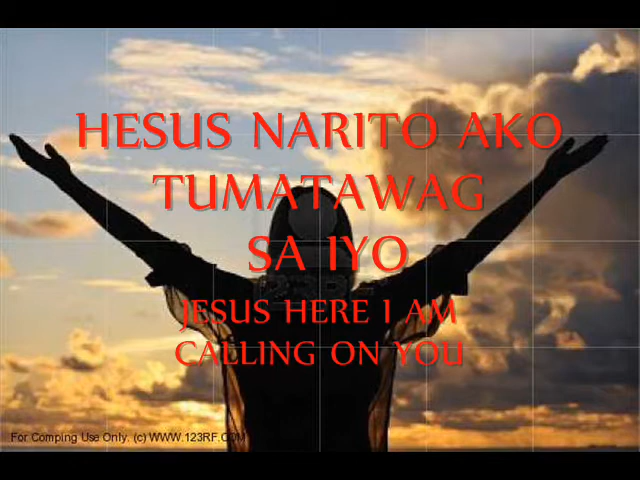 HESUS NARITO AKO
TUMATAWAG
SA IYO
JESUS HERE I AM
CALLING ON YOU
For Comping Use Only. (c) WWW.123RF.COM